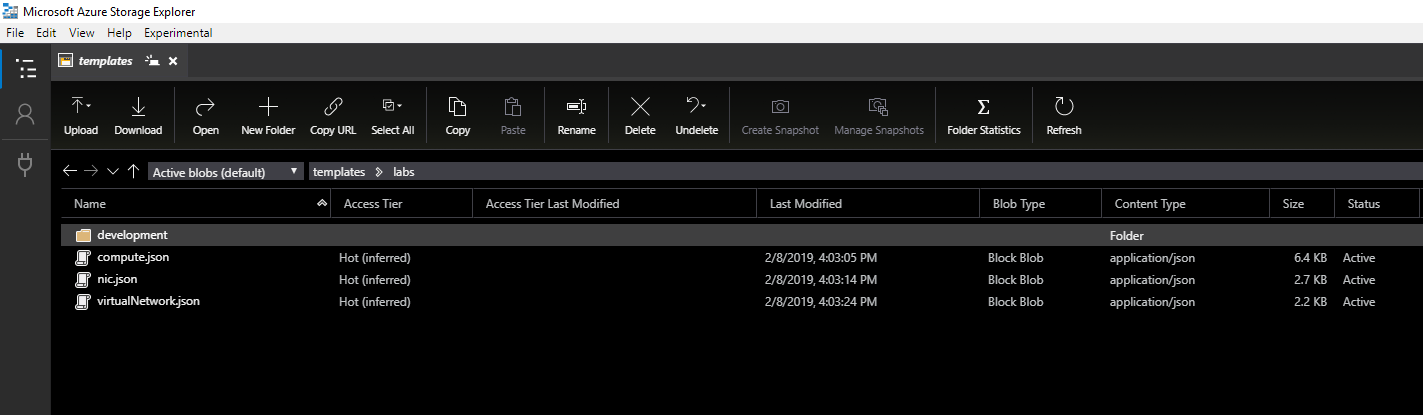 Microsoft Azure Storage Explorer
File Edit View Help Experimental
templates
Upload Download Open New Folder Copy URL Select All Copy Paste Rename Delete Undelete Create Snapshot Manage Snapshots Folder Statistics Refresh
Active blobs (default) templates labs
Name Access Tier Access Tier Last Modified Last Modified Blob Type Content Type Size Status
development Folder
compute.json Hot (inferred) 2/8/2019, 4:03:05 PM Block Blob application/json 6.4 KB Active
nic.json Hot (inferred) 2/8/2019, 4:03:14 PM Block Blob application/json 2.7 KB Active
virtualNetwork.json Hot (inferred) 2/8/2019, 4:03:24 PM Block Blob application/json 2.2 KB Active